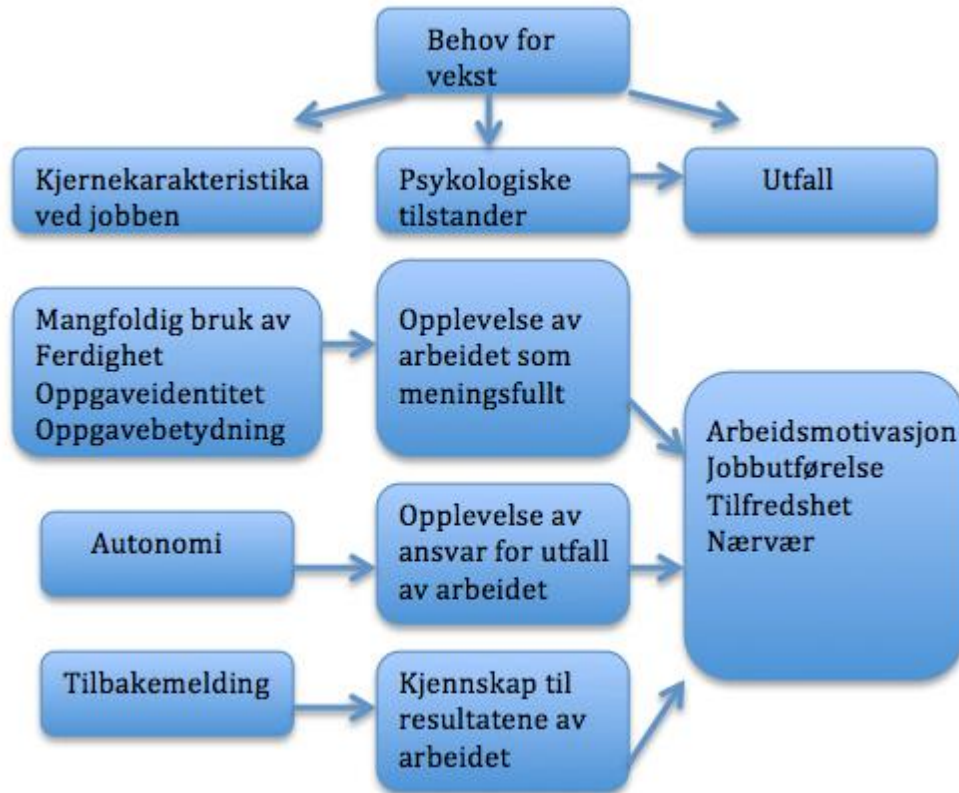 Behov for
vekst
Kjernekarakteristika
ved jobben
Psykologiske
tilstander
Utfall
Mangfoldig bruk av
Ferdighet
Oppgaveidentitet
Oppgavebetydning
Opplevelse av
arbeidet som
meningsfullt
Arbeidsmotivasjon
Jobbutførelse
Tilfredshet
Nærvær
Autonomi
Opplevelse av
ansvar for utfall
av arbeidet
Tilbakemelding
Kjennskap til
resultatene av
arbeidet